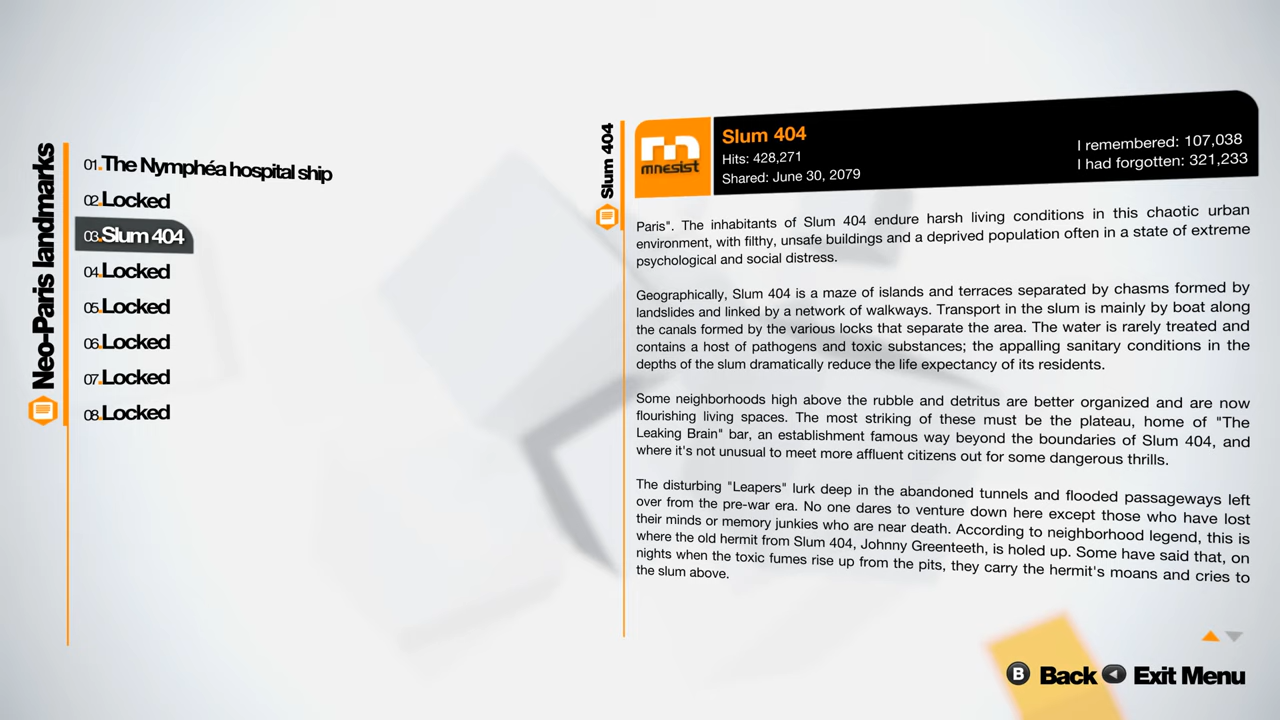 Neo-Paris landmarks
01.The Nymphéa hospital ship
02.Locked
03.Slum 404
04.Locked
05.Locked
06.Locked
07.Locked
08.Locked
Slum 404
mnesist
Slum 404
Hits: 428,271
Shared: June 30, 2079
I remembered: 107,038
I had forgotten: 321,233
Paris". The inhabitants of Slum 404 endure harsh living conditions in this chaotic urban
environment, with filthy, unsafe buildings and a deprived population often in a state of extreme
psychological and social distress.
Geographically, Slum 404 is a maze of islands and terraces separated by chasms formed by
landslides and linked by a network of walkways. Transport in the slum is mainly by boat along
the canals formed by the various locks that separate the area. The water is rarely treated and
contains a host of pathogens and toxic substances; the appalling sanitary conditions in the
depths of the slum dramatically reduce the life expectancy of its residents.
Some neighborhoods high above the rubble and detritus are better organized and are now
flourishing living spaces. The most striking of these must be the plateau, home of "The
Leaking Brain" bar, an establishment famous way beyond the boundaries of Slum 404, and
where it's not unusual to meet more affluent citizens out for some dangerous thrills.
The disturbing "Leapers" lurk deep in the abandoned tunnels and flooded passageways left
over from the pre-war era. No one dares to venture down here except those who have lost
their minds or memory junkies who are near death. According to neighborhood legend, this is
where the old hermit from Slum 404, Johnny Greenteeth, is holed up. Some have said that, on
nights when the toxic fumes rise up from the pits, they carry the hermit's moans and cries to
the slum above.
B Back Exit Menu